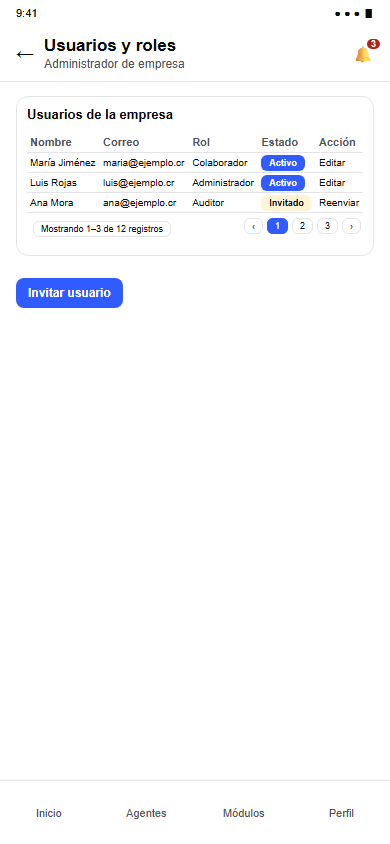 9:41
← Usuarios y roles
Administrador de empresa
3
Usuarios de la empresa
Nombre Correo Rol Estado Acción
María Jiménez maria@ejemplo.cr Colaborador Activo Editar
Luis Rojas luis@ejemplo.cr Administrador Activo Editar
Ana Mora ana@ejemplo.cr Auditor Invitado Reenviar
Mostrando 1–3 de 12 registros ‹ 1 2 3 ›
Invitar usuario
Inicio Agentes Módulos Perfil